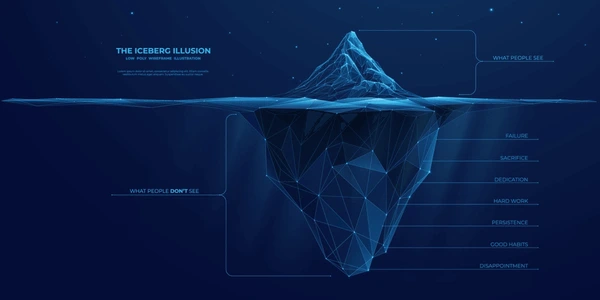 THE ICEBERG ILLUSION
LOW POLY WIREFRAME ILLUSTRATION
WHAT PEOPLE SEE
FAILURE
SACRIFICE
DEDICATION
WHAT PEOPLE DON'T SEE
HARD WORK
PERSISTENCE
GOOD HABITS
DISAPPOINTMENT